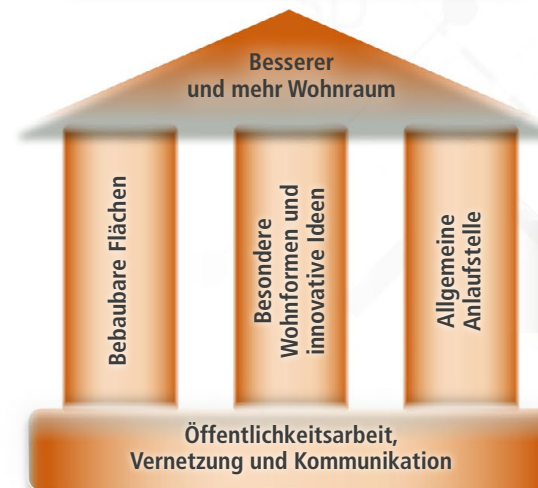 Besserer
und mehr Wohnraum
Bebaubare Flächen
Besondere
Wohnformen und
innovative Ideen
Allgemeine
Anlaufstelle
Öffentlichkeitsarbeit,
Vernetzung und Kommunikation